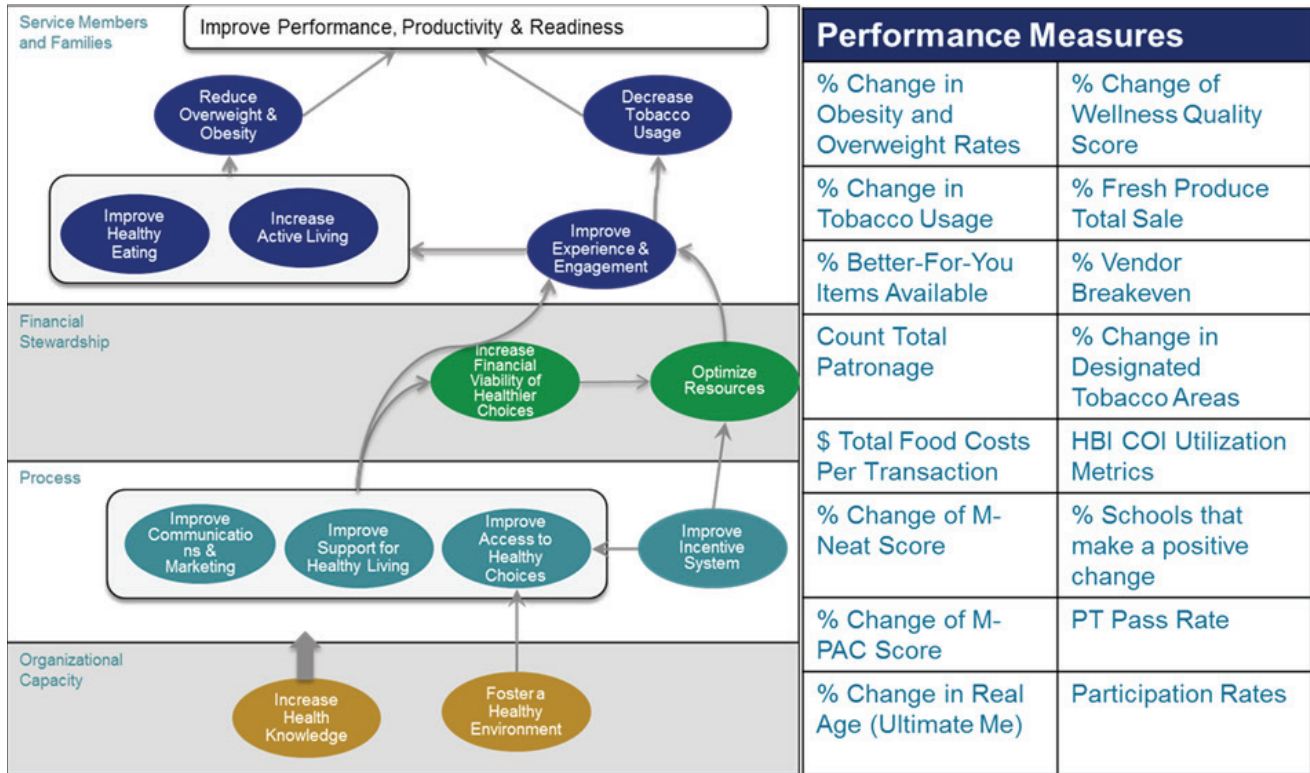 Service Members
and Families
Improve Performance, Productivity & Readiness
Reduce
Overweight &
Obesity
Decrease
Tobacco
Usage
Improve
Healthy
Eating
Increase
Active Living
Improve
Experience &
Engagement
Financial
Stewardship
Increase
Financial
Viability of
Healthier
Choices
Optimize
Resources
Process
Improve
Communicatio
ns &
Marketing
Improve
Support for
Healthy Living
Improve
Access to
Healthy
Choices
Improve
Incentive
System
Organizational
Capacity
Increase
Health
Knowledge
Foster a
Healthy
Environment
Performance Measures
% Change in
Obesity and
Overweight Rates
% Change of
Wellness Quality
Score
% Change in
Tobacco Usage
% Fresh Produce
Total Sale
% Better-For-You
Items Available
% Vendor
Breakeven
Count Total
Patronage
% Change in
Designated
Tobacco Areas
$ Total Food Costs
Per Transaction
HBI COI Utilization
Metrics
% Change of M-
Neat Score
% Schools that
make a positive
change
% Change of M-
PAC Score
PT Pass Rate
% Change in Real
Age (Ultimate Me)
Participation Rates